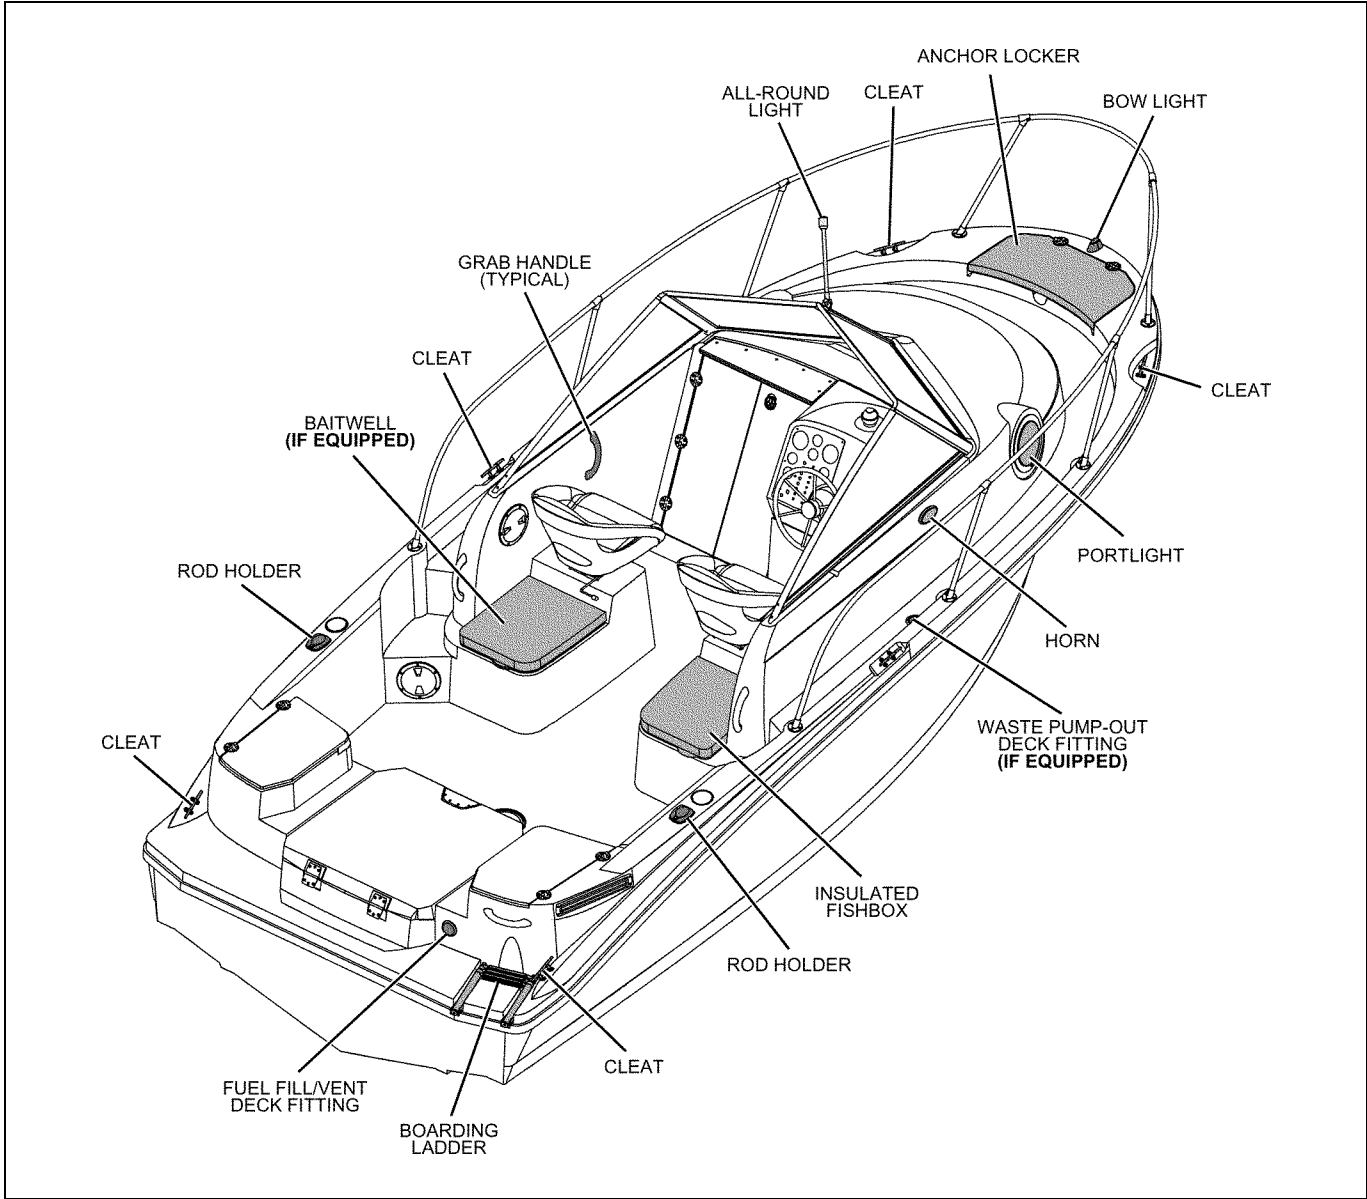 ANCHOR LOCKER
ALL-ROUND
LIGHT
CLEAT
BOW LIGHT
GRAB HANDLE
(TYPICAL)
CLEAT
CLEAT
BAITWELL
(IF EQUIPPED)
PORTLIGHT
ROD HOLDER
HORN
WASTE PUMP-OUT
DECK FITTING
(IF EQUIPPED)
CLEAT
INSULATED
FISHBOX
ROD HOLDER
CLEAT
FUEL FILL/VENT
DECK FITTING
BOARDING
LADDER